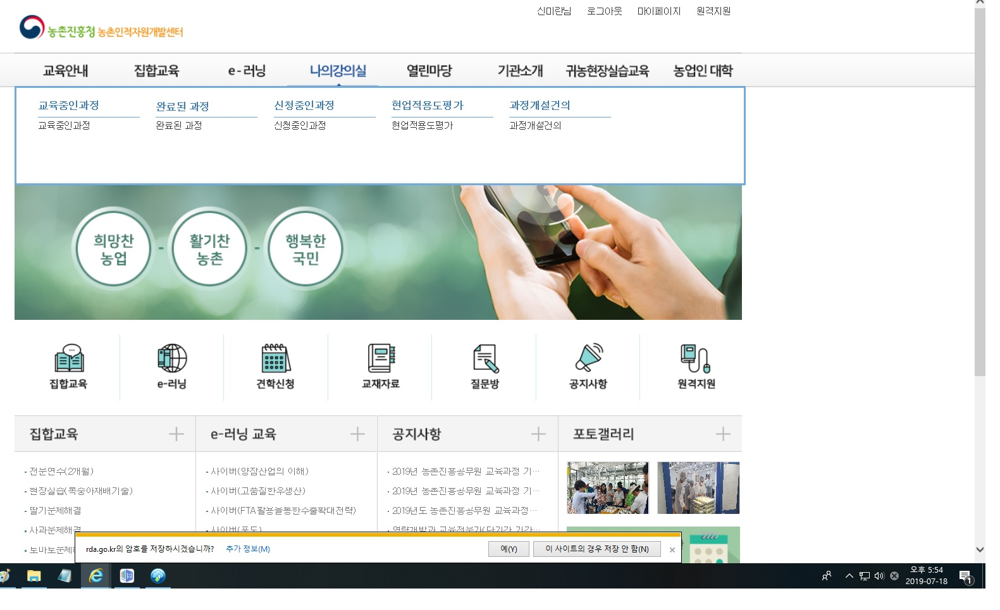 신미란님 로그아웃 마이페이지 원격지원
농촌진흥청 농촌인적자원개발센터
교육안내 집합교육 e - 러닝 나의강의실 열린마당 기관소개 귀농현장실습교육 농업인 대학
교육중인과정 완료된 과정 신청중인과정 현업적용도평가 과정개설건의
교육중인과정 완료된 과정 신청중인과정 현업적용도평가 과정개설건의
희망찬 농업 - 활기찬 농촌 - 행복한 국민
집합교육 e-러닝 견학신청 교재자료 질문방 공지사항 원격지원
집합교육
전문연수(2개월)
현장실습(목숭아재배기술)
딸기문제해결
사과문제해결
토마토문제
e-러닝 교육
사이버(양잠산업의 이해)
사이버(고품질한우생산)
사이버(FTA활용을통한수출확대전략)
사이버(포도)
공지사항
2019년 농촌진흥공무원 교육과정 기…
2019년 농촌진흥공무원 교육과정 기…
2019년도 농촌진흥공무원 교육과정…
역량개발과 교육전문가(단기간 기간…
포토갤러리
rda.go.kr의 암호를 저장하시겠습니까? 추가 정보(M) 예(Y) 이 사이트의 경우 저장 안 함(N)
오후 5:54
2019-07-18
1